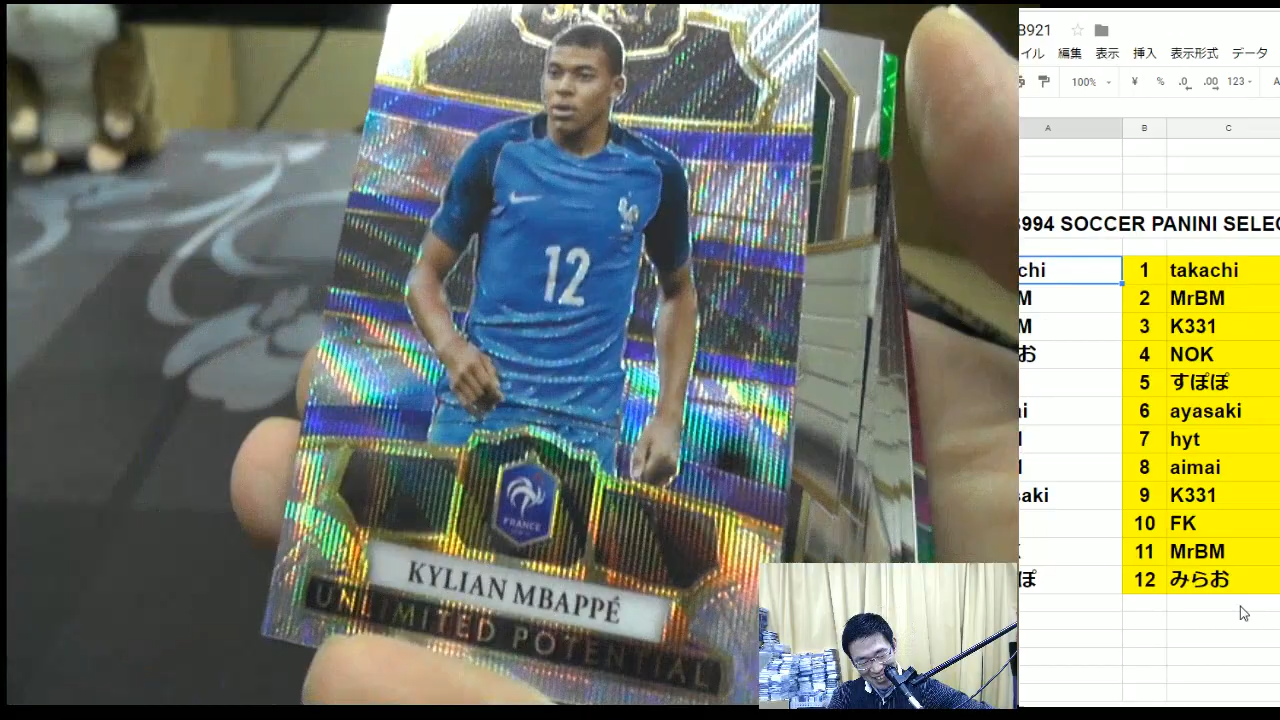 SELECT
12
FRANCE
KYLIAN MBAPPÉ
UNLIMITED POTENTIAL
3921
イル 編集 表示 挿入 表示形式 データ
100% ¥ % .0 .00 123
A B C
3994 SOCCER PANINI SELEC
chi 1 takachi
M 2 MrBM
M 3 K331
お 4 NOK
5 すぽぽ
i 6 ayasaki
7 hyt
8 aimai
saki 9 K331
10 FK
11 MrBM
ぽ 12 みらお